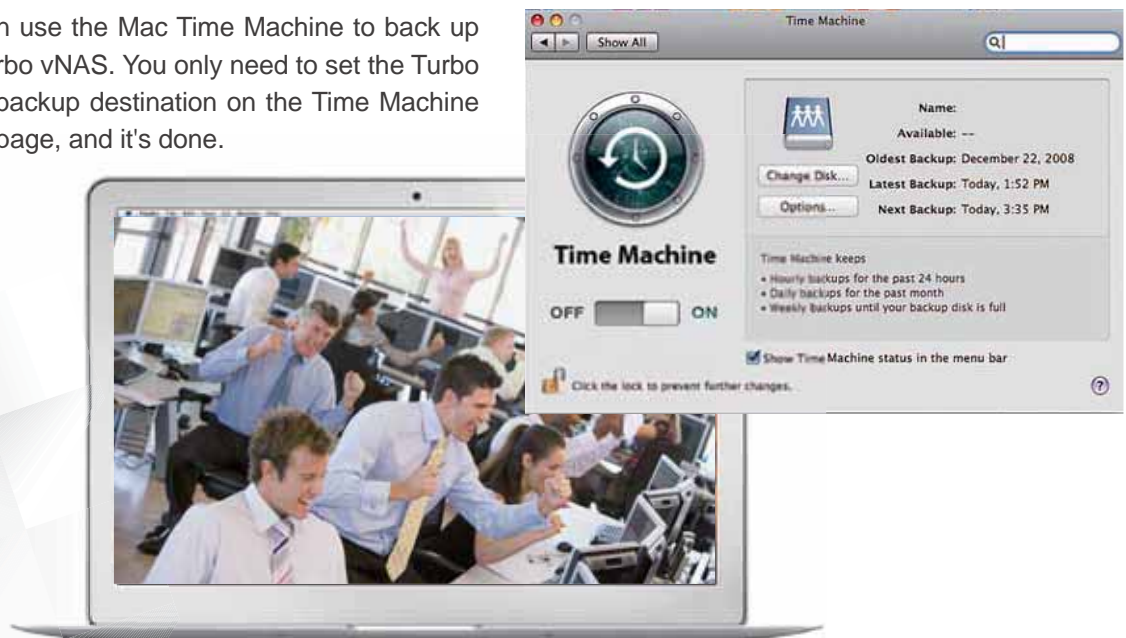 n use the Mac Time Machine to back up
rbo vNAS. You only need to set the Turbo
backup destination on the Time Machine
page, and it's done.
Time Machine
Show All
Name:
Available: --
Oldest Backup: December 22, 2008
Change Disk...
Latest Backup: Today, 1:52 PM
Options...
Next Backup: Today, 3:35 PM
Time Machine
OFF ON
Time Machine keeps
• Hourly backups for the past 24 hours
• Daily backups for the past month
• Weekly backups until your backup disk is full
Show Time Machine status in the menu bar
Click the lock to prevent further changes.
?